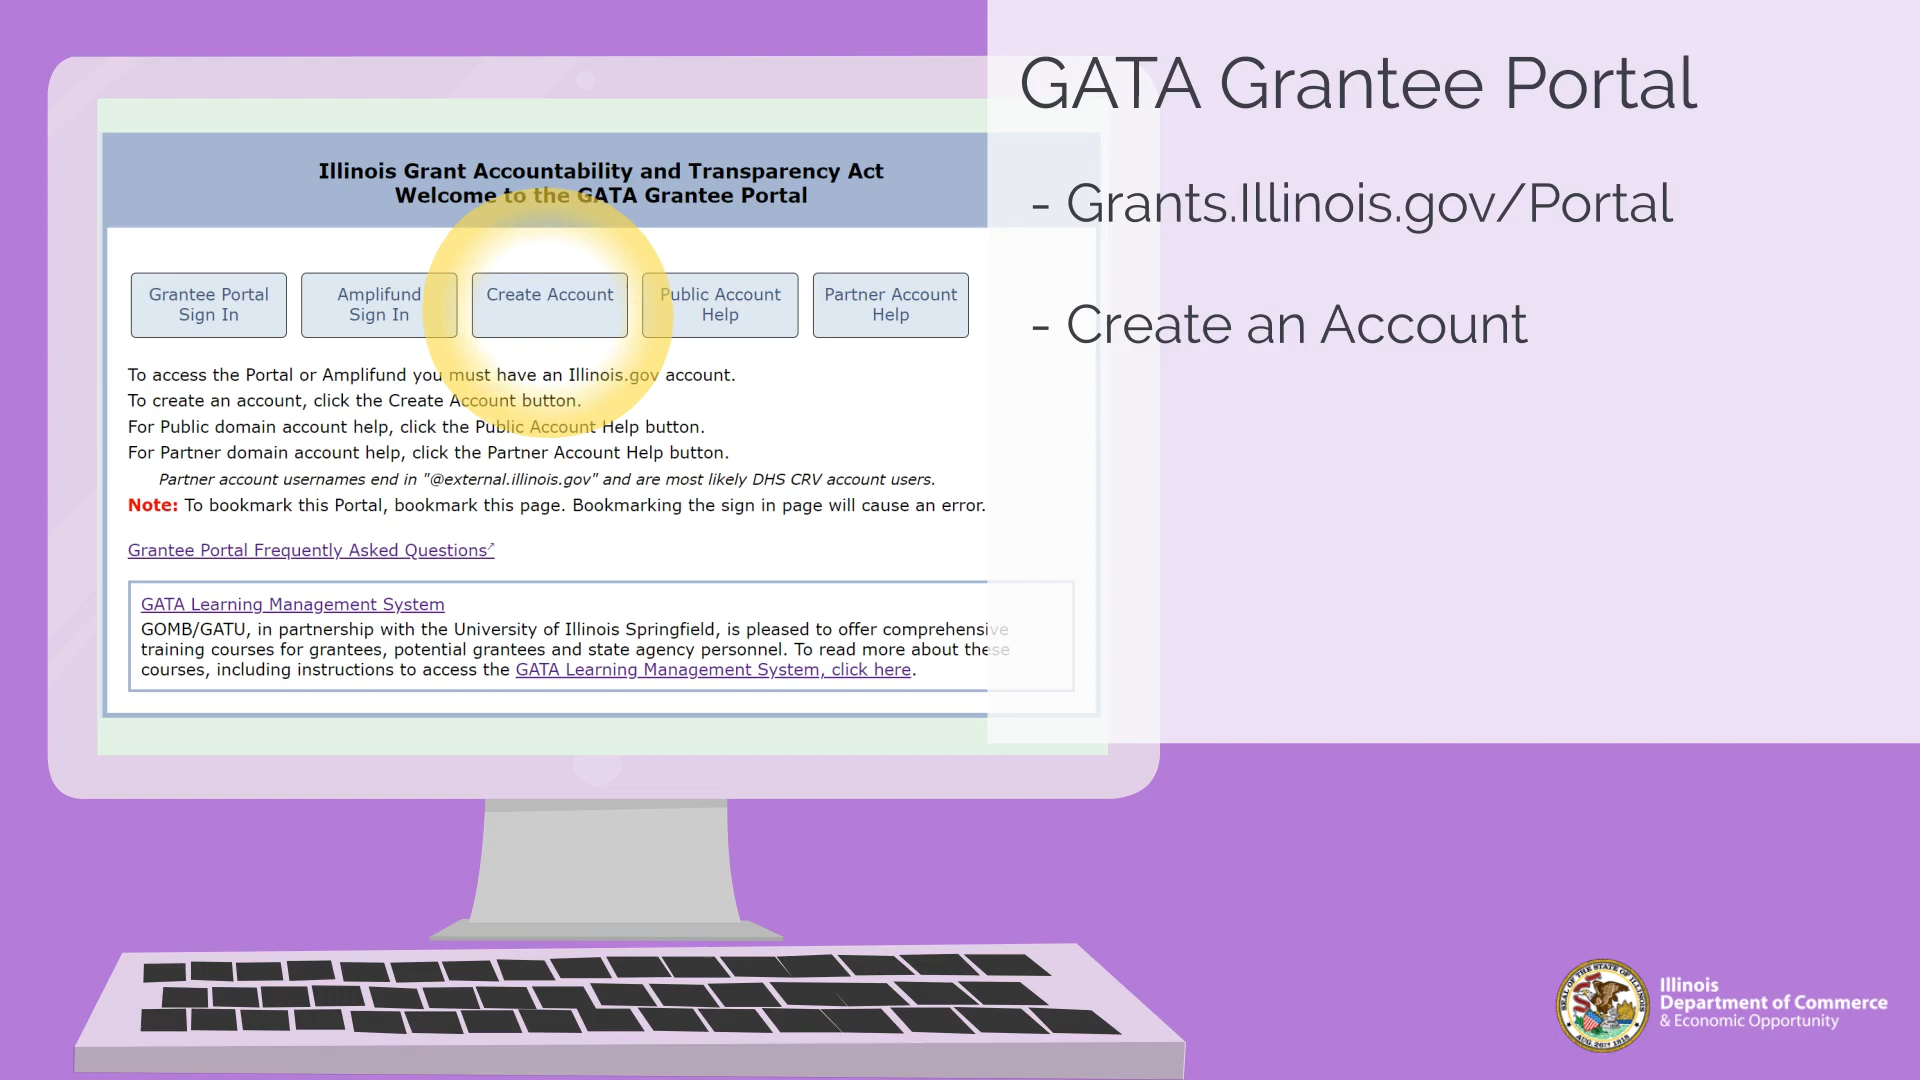 GATA Grantee Portal
- Grants.Illinois.gov/Portal
- Create an Account
Illinois Grant Accountability and Transparency Act
Welcome to the GATA Grantee Portal
Grantee Portal
Sign In
Amplifund
Sign In
Create Account
Public Account
Help
Partner Account
Help
To access the Portal or Amplifund you must have an Illinois.gov account.
To create an account, click the Create Account button.
For Public domain account help, click the Public Account Help button.
For Partner domain account help, click the Partner Account Help button.
Partner account usernames end in "@external.illinois.gov" and are most likely DHS CRV account users.
Note: To bookmark this Portal, bookmark this page. Bookmarking the sign in page will cause an error.
Grantee Portal Frequently Asked Questions
GATA Learning Management System
GOMB/GATU, in partnership with the University of Illinois Springfield, is pleased to offer comprehensive
training courses for grantees, potential grantees and state agency personnel. To read more about these
courses, including instructions to access the GATA Learning Management System, click here.
SEAL OF THE STATE OF ILLINOIS
AUG. 26TH 1818
Illinois
Department of Commerce
& Economic Opportunity